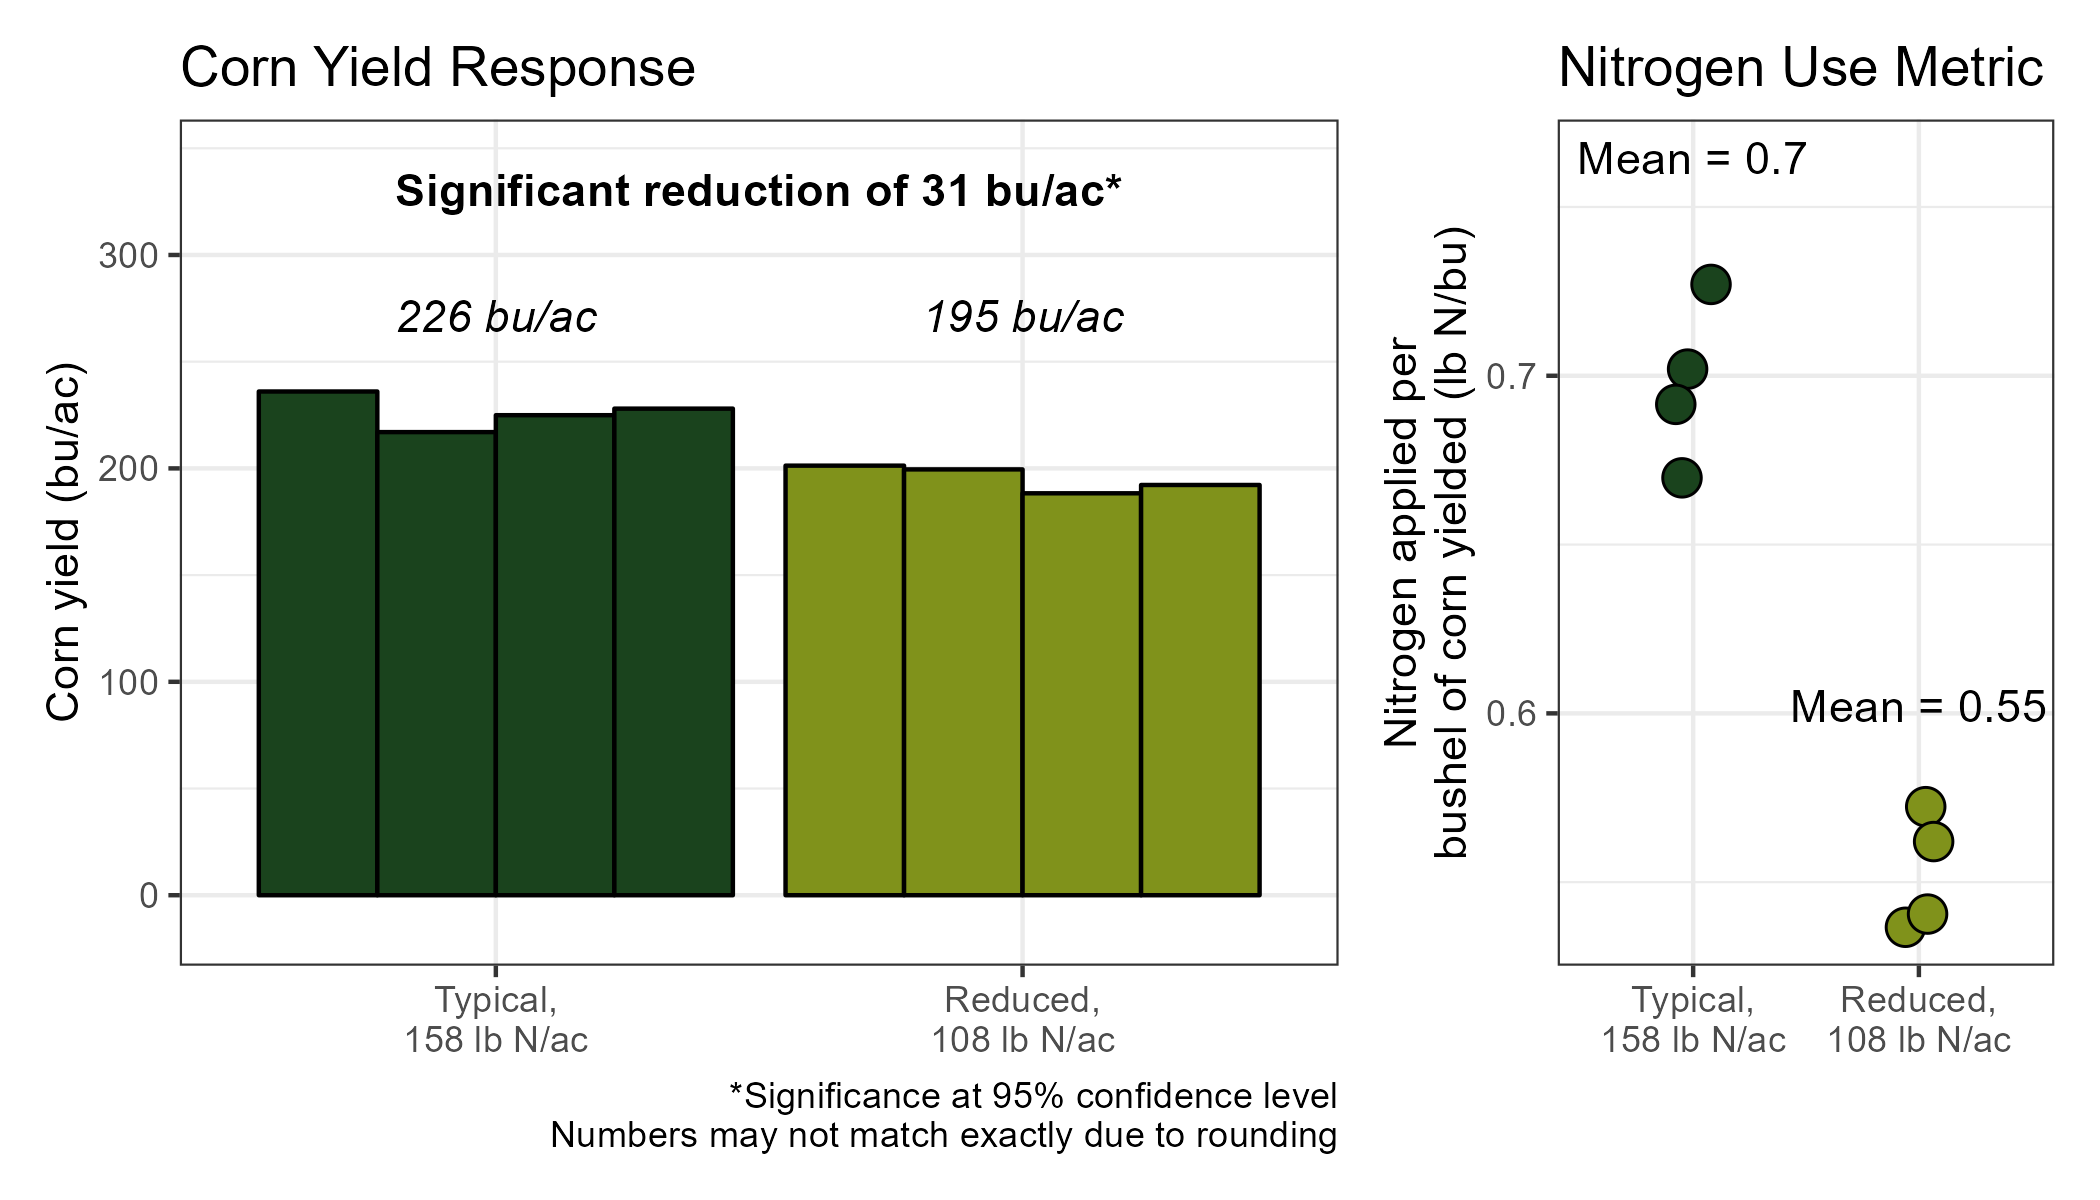 Corn Yield Response
Significant reduction of 31 bu/ac*
226 bu/ac
195 bu/ac
Corn yield (bu/ac)
300
200
100
0
Typical,
158 lb N/ac
Reduced,
108 lb N/ac
*Significance at 95% confidence level
Numbers may not match exactly due to rounding
Nitrogen Use Metric
Mean = 0.7
Mean = 0.55
Nitrogen applied per
bushel of corn yielded (lb N/bu)
0.7
0.6
Typical,
158 lb N/ac
Reduced,
108 lb N/ac